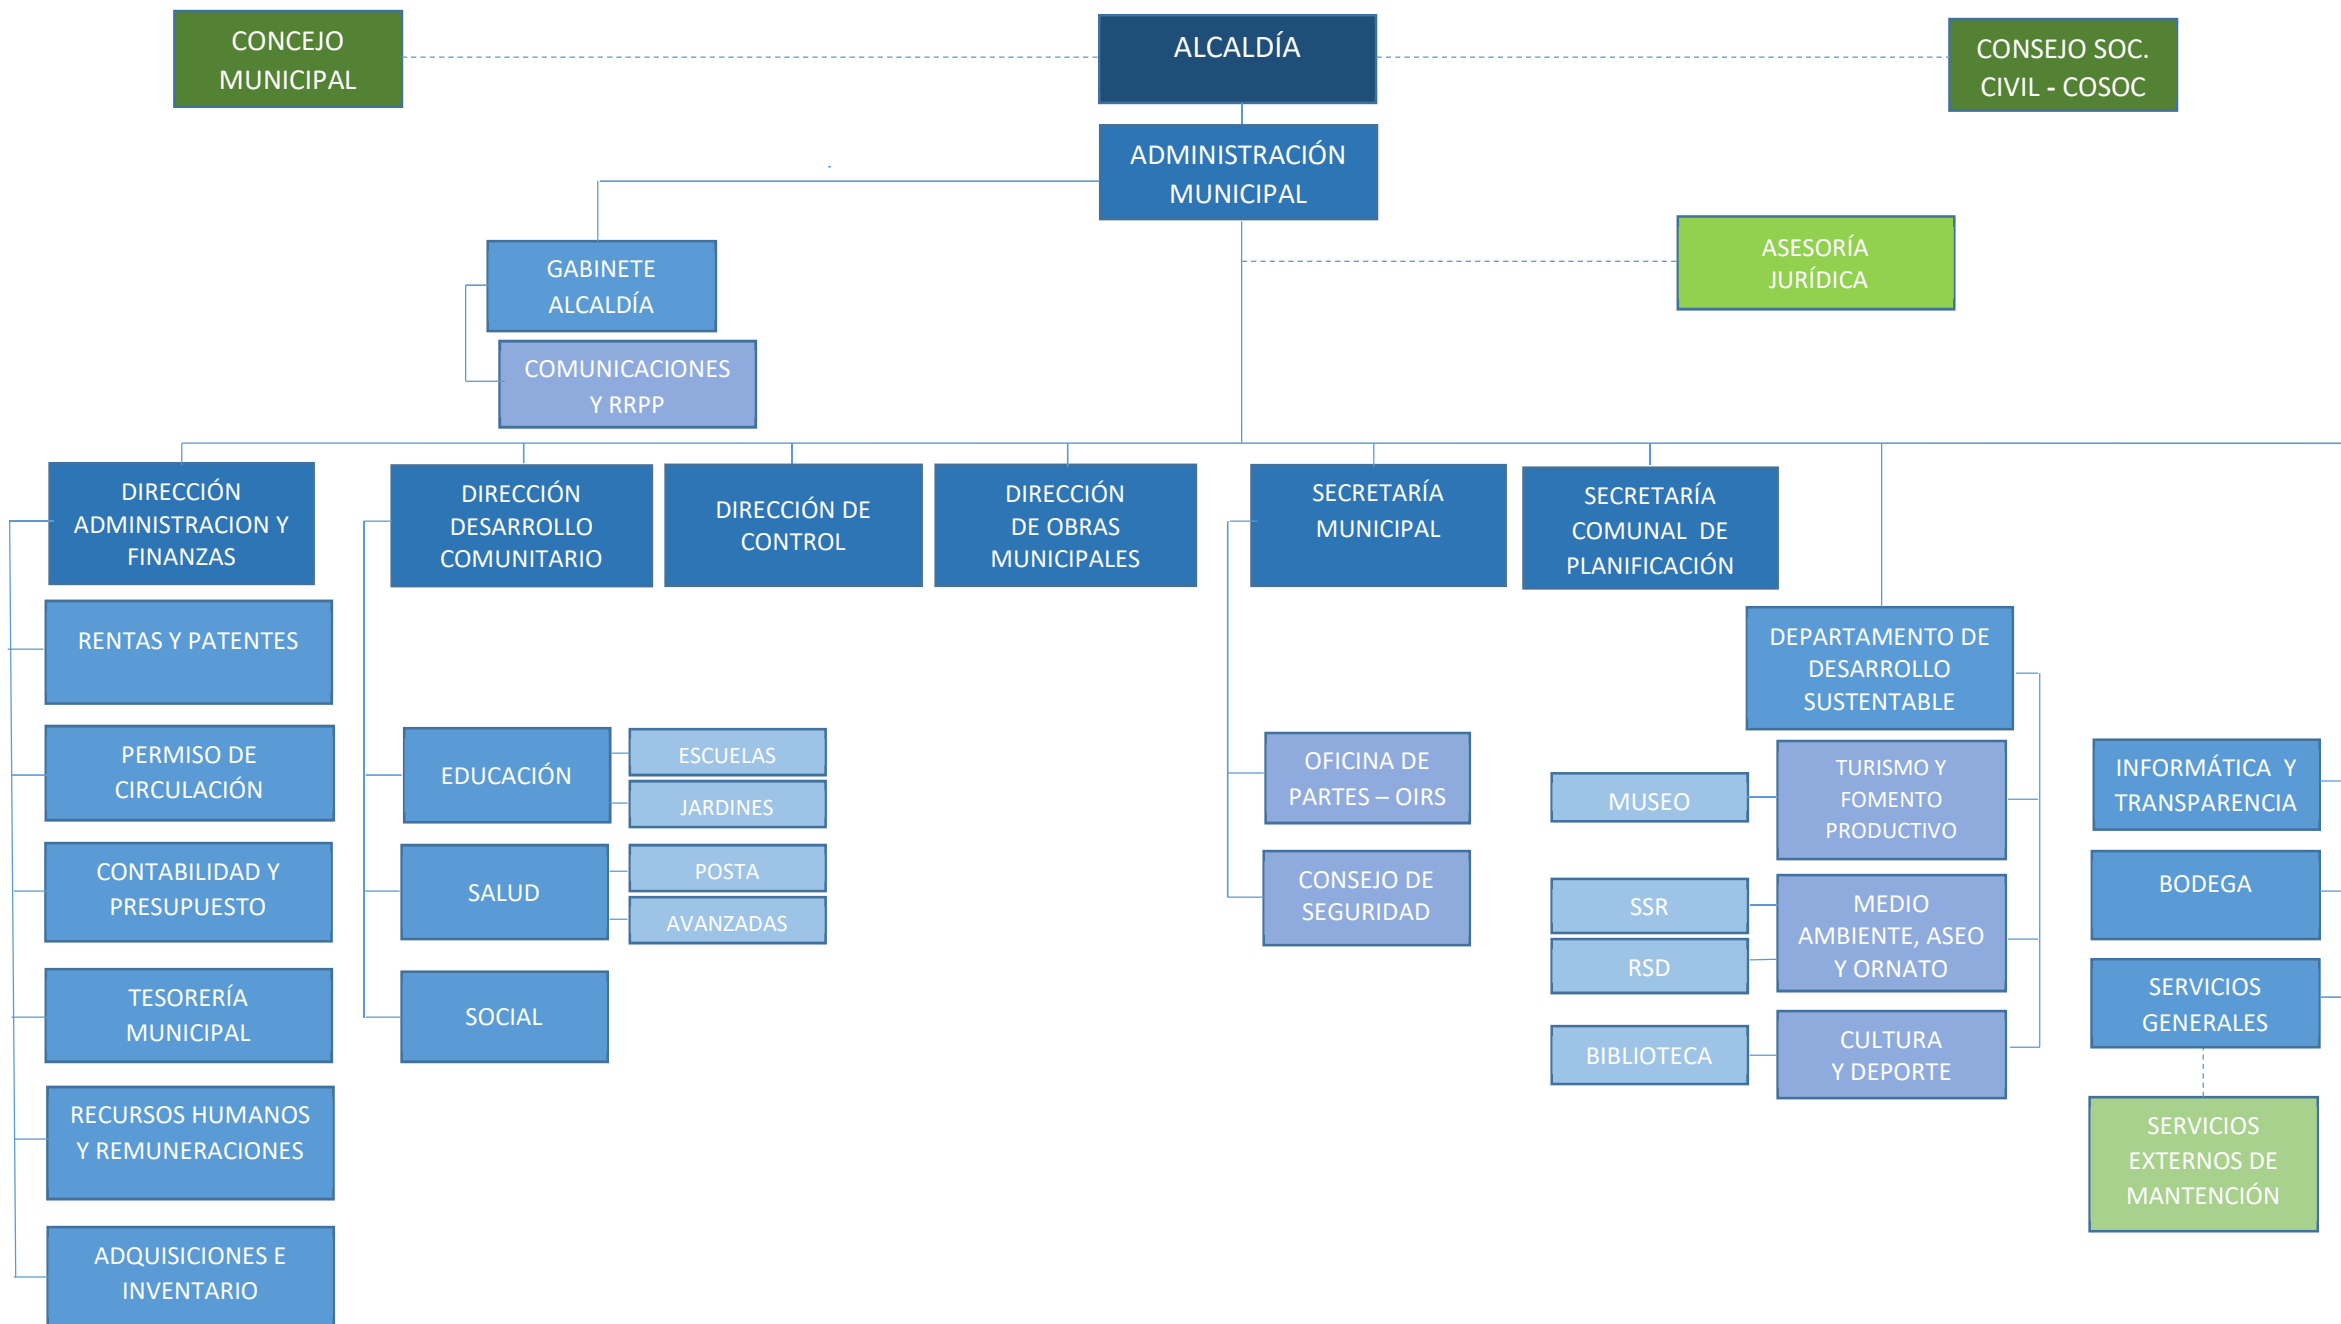 CONCEJO
MUNICIPAL
ALCALDÍA
CONSEJO SOC.
CIVIL - COSOC
ADMINISTRACIÓN
MUNICIPAL
ASESORÍA
JURÍDICA
GABINETE
ALCALDÍA
COMUNICACIONES
Y RRPP
DIRECCIÓN
ADMINISTRACION Y
FINANZAS
DIRECCIÓN
DESARROLLO
COMUNITARIO
DIRECCIÓN DE
CONTROL
DIRECCIÓN
DE OBRAS
MUNICIPALES
SECRETARÍA
MUNICIPAL
SECRETARÍA
COMUNAL DE
PLANIFICACIÓN
RENTAS Y PATENTES
PERMISO DE
CIRCULACIÓN
CONTABILIDAD Y
PRESUPUESTO
TESORERÍA
MUNICIPAL
RECURSOS HUMANOS
Y REMUNERACIONES
ADQUISICIONES E
INVENTARIO
EDUCACIÓN
ESCUELAS
JARDINES
SALUD
POSTA
AVANZADAS
SOCIAL
OFICINA DE
PARTES – OIRS
CONSEJO DE
SEGURIDAD
DEPARTAMENTO DE
DESARROLLO
SUSTENTABLE
MUSEO
TURISMO Y
FOMENTO
PRODUCTIVO
SSR
RSD
MEDIO
AMBIENTE, ASEO
Y ORNATO
BIBLIOTECA
CULTURA
Y DEPORTE
INFORMÁTICA Y
TRANSPARENCIA
BODEGA
SERVICIOS
GENERALES
SERVICIOS
EXTERNOS DE
MANTENCIÓN